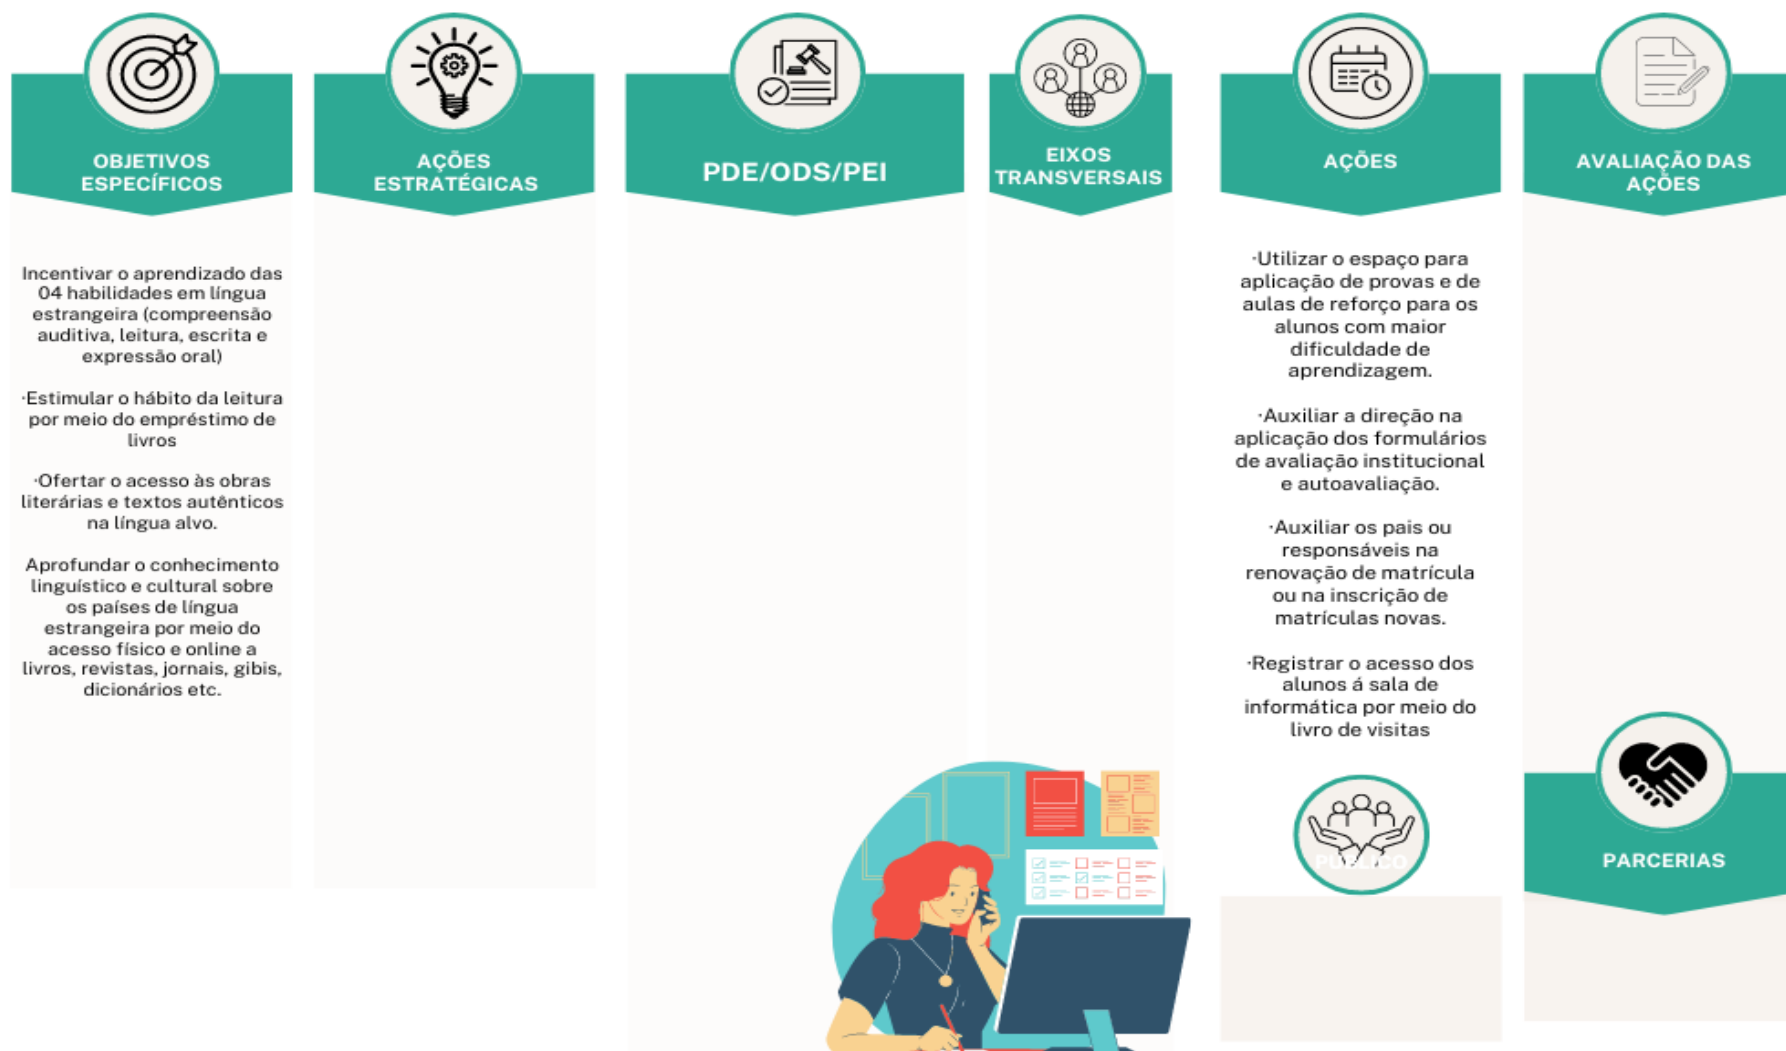 OBJETIVOS
ESPECÍFICOS
Incentivar o aprendizado das
04 habilidades em língua
estrangeira (compreensão
auditiva, leitura, escrita e
expressão oral)
·Estimular o hábito da leitura
por meio do empréstimo de
livros
·Ofertar o acesso às obras
literárias e textos autênticos
na língua alvo.
Aprofundar o conhecimento
linguístico e cultural sobre
os países de língua
estrangeira por meio do
acesso físico e online a
livros, revistas, jornais, gibis,
dicionários etc.
AÇÕES
ESTRATÉGICAS
PDE/ODS/PEI
EIXOS
TRANSVERSAIS
AÇÕES
·Utilizar o espaço para
aplicação de provas e de
aulas de reforço para os
alunos com maior
dificuldade de
aprendizagem.
·Auxiliar a direção na
aplicação dos formulários
de avaliação institucional
e autoavaliação.
·Auxiliar os pais ou
responsáveis na
renovação de matrícula
ou na inscrição de
matrículas novas.
·Registrar o acesso dos
alunos á sala de
informática por meio do
livro de visitas
PÚBLICO
AVALIAÇÃO DAS
AÇÕES
PARCERIAS